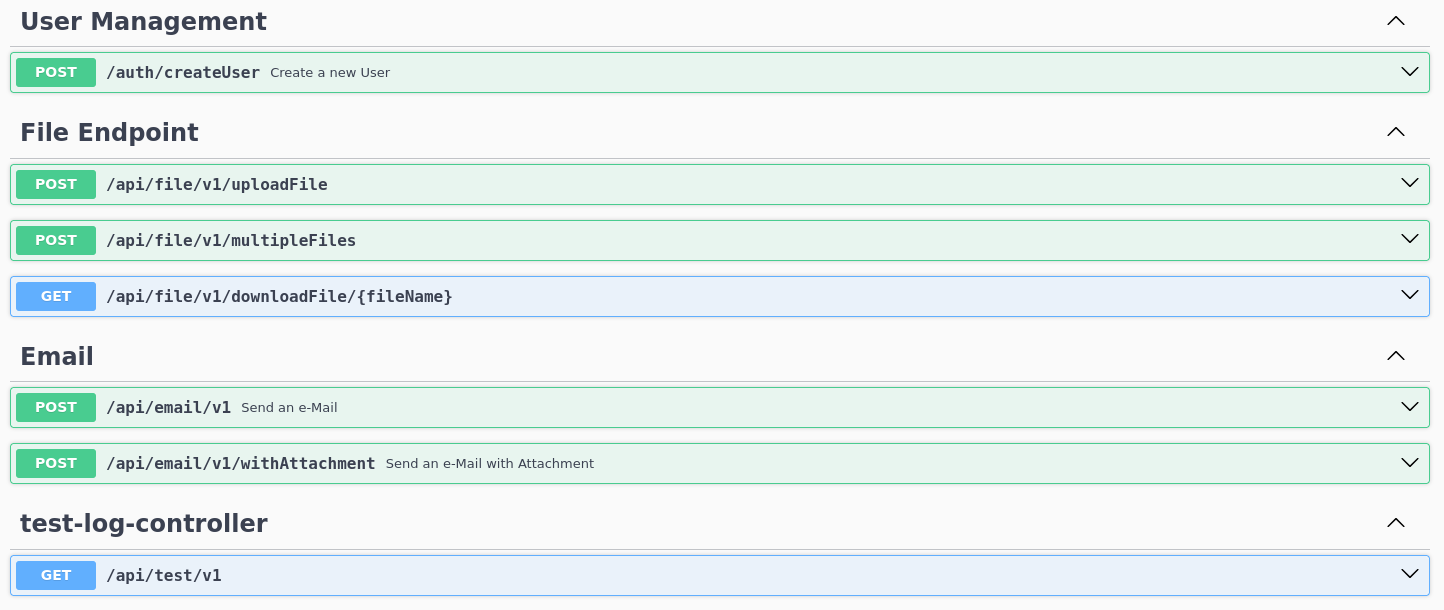 User Management
POST /auth/createUser Create a new User
File Endpoint
POST /api/file/v1/uploadFile
POST /api/file/v1/multipleFiles
GET /api/file/v1/downloadFile/{fileName}
Email
POST /api/email/v1 Send an e-Mail
POST /api/email/v1/withAttachment Send an e-Mail with Attachment
test-log-controller
GET /api/test/v1